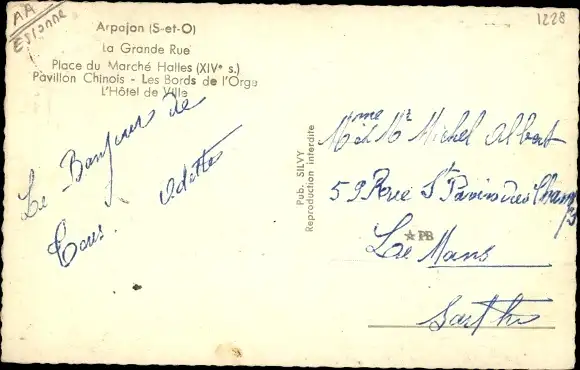 AA
Essonne
1228
Arpajon (S-et-O)
La Grande Rue
Place du Marché Halles (XIVᵉ s.)
Pavillon Chinois - Les Bords de l'Orge
L'Hôtel de Ville
Le Bonjour de
Tous. Odette
Pub. SILVY
Reproduction interdite
Mme et Mr Michel Albert
59 Rue St Pavin des Champs
★PB
Le Mans
Sarthe